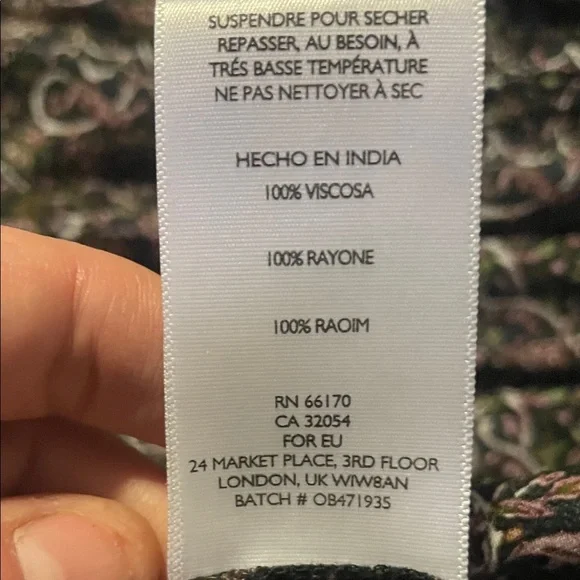 SUSPENDRE POUR SECHER
REPASSER, AU BESOIN, À
TRÉS BASSE TEMPÉRATURE
NE PAS NETTOYER À SEC
HECHO EN INDIA
100% VISCOSA
100% RAYONE
100% RAOIM
RN 66170
CA 32054
FOR EU
24 MARKET PLACE, 3RD FLOOR
LONDON, UK WIW8AN
BATCH # OB471935